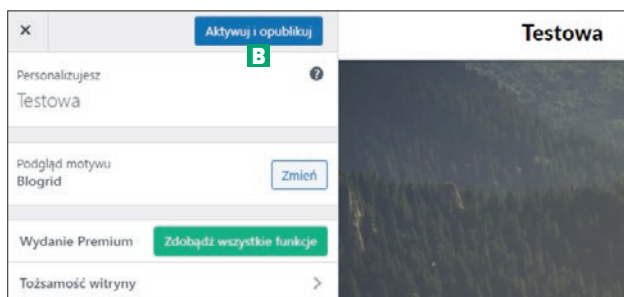 × Aktywuj i opublikuj
B
Personalizujesz ?
Testowa
Podgląd motywu
Blogrid
Zmień
Wydanie Premium Zdobądź wszystkie funkcje
Tożsamość witryny >
Testowa